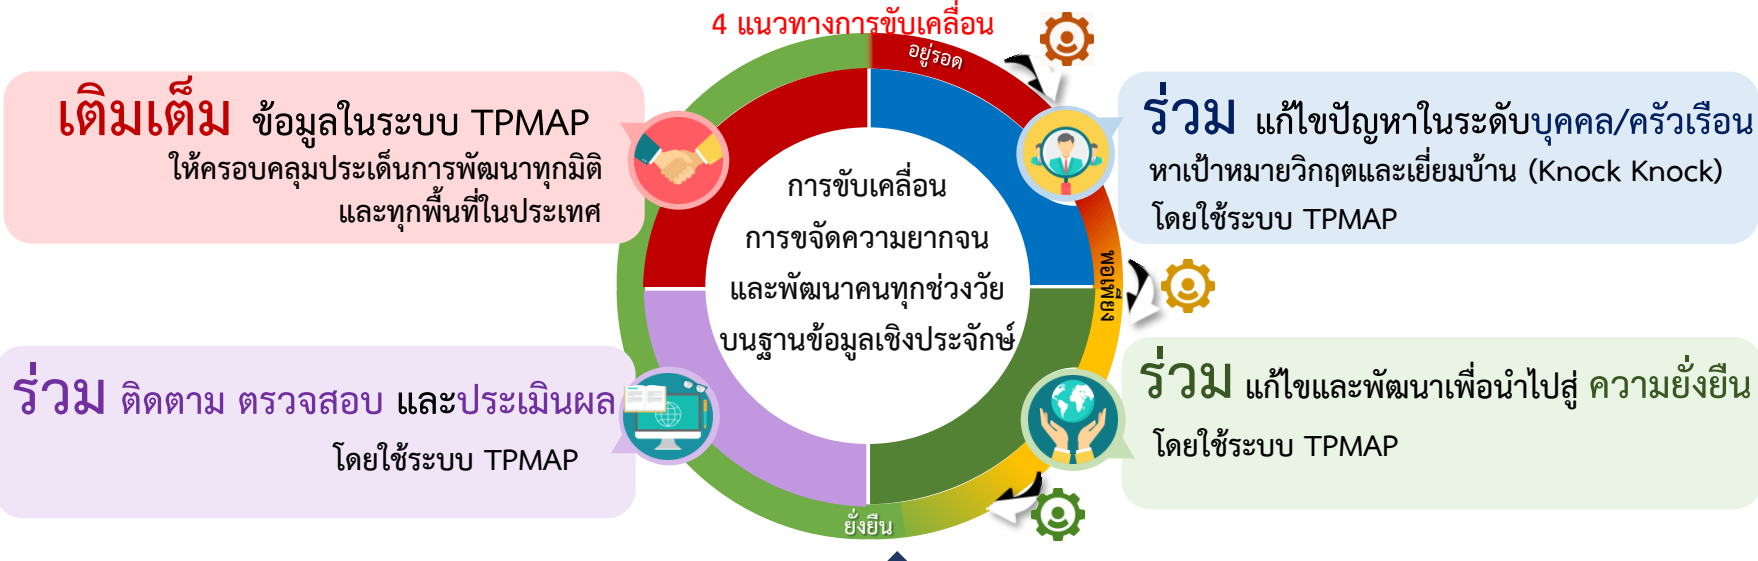 4 แนวทางการขับเคลื่อน
อยู่รอด
เติมเต็ม ข้อมูลในระบบ TPMAP
ให้ครอบคลุมประเด็นการพัฒนาทุกมิติ
และทุกพื้นที่ในประเทศ
ร่วม แก้ไขปัญหาในระดับบุคคล/ครัวเรือน
หาเป้าหมายวิกฤตและเยี่ยมบ้าน (Knock Knock)
โดยใช้ระบบ TPMAP
การขับเคลื่อน
การขจัดความยากจน
และพัฒนาคนทุกช่วงวัย
บนฐานข้อมูลเชิงประจักษ์
พอเพียง
ร่วม ติดตาม ตรวจสอบ และประเมินผล
โดยใช้ระบบ TPMAP
ร่วม แก้ไขและพัฒนาเพื่อนำไปสู่ ความยั่งยืน
โดยใช้ระบบ TPMAP
ยั่งยืน